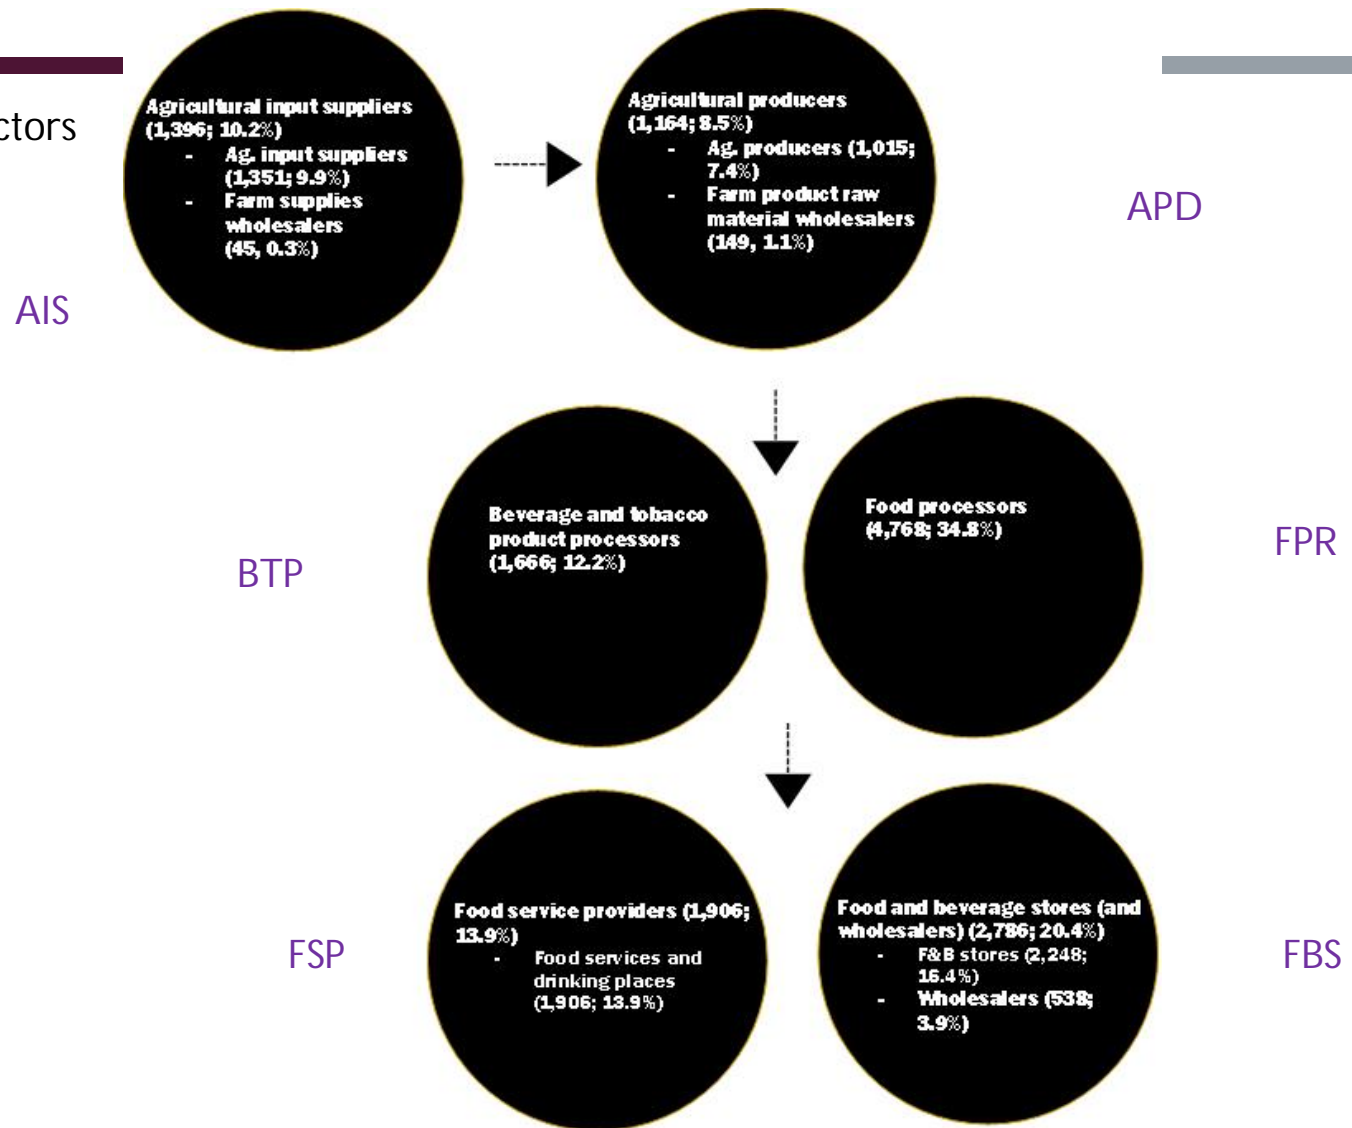 ctors
Agricultural input suppliers
(1,396; 10.2%)
- Ag. input suppliers
(1,351; 9.9%)
- Farm supplies
wholesalers
(45, 0.3%)
AIS
Agricultural producers
(1,164; 8.5%)
- Ag. producers (1,015;
7.4%)
- Farm product raw
material wholesalers
(149, 1.1%)
APD
BTP
Beverage and tobacco
product processors
(1,666; 12.2%)
Food processors
(4,768; 34.8%)
FPR
FSP
Food service providers (1,906;
13.9%)
- Food services and
drinking places
(1,906; 13.9%)
Food and beverage stores (and
wholesalers) (2,786; 20.4%)
- F&B stores (2,248;
16.4%)
- Wholesalers (538;
3.9%)
FBS